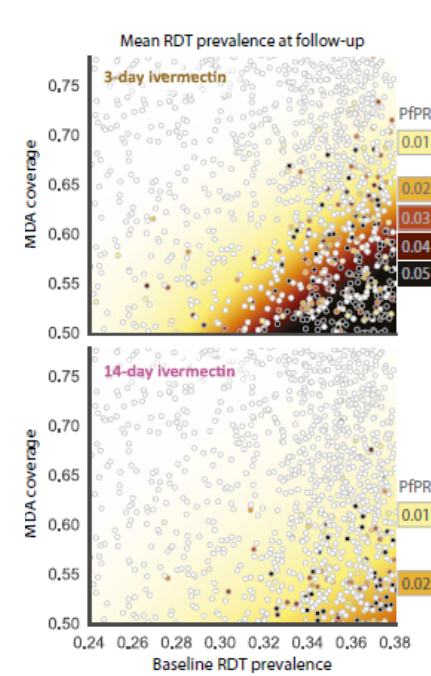 Mean RDT prevalence at follow-up
3-day ivermectin
0.75
0.70
0.65
0.60
0.55
0.50
MDA coverage
PfPR
0.01
0.02
0.03
0.04
0.05
14-day ivermectin
0.75
0.70
0.65
0.60
0.55
0.50
MDA coverage
PfPR
0.01
0.02
0.24 0.26 0.28 0.30 0.32 0.34 0.36 0.38
Baseline RDT prevalence